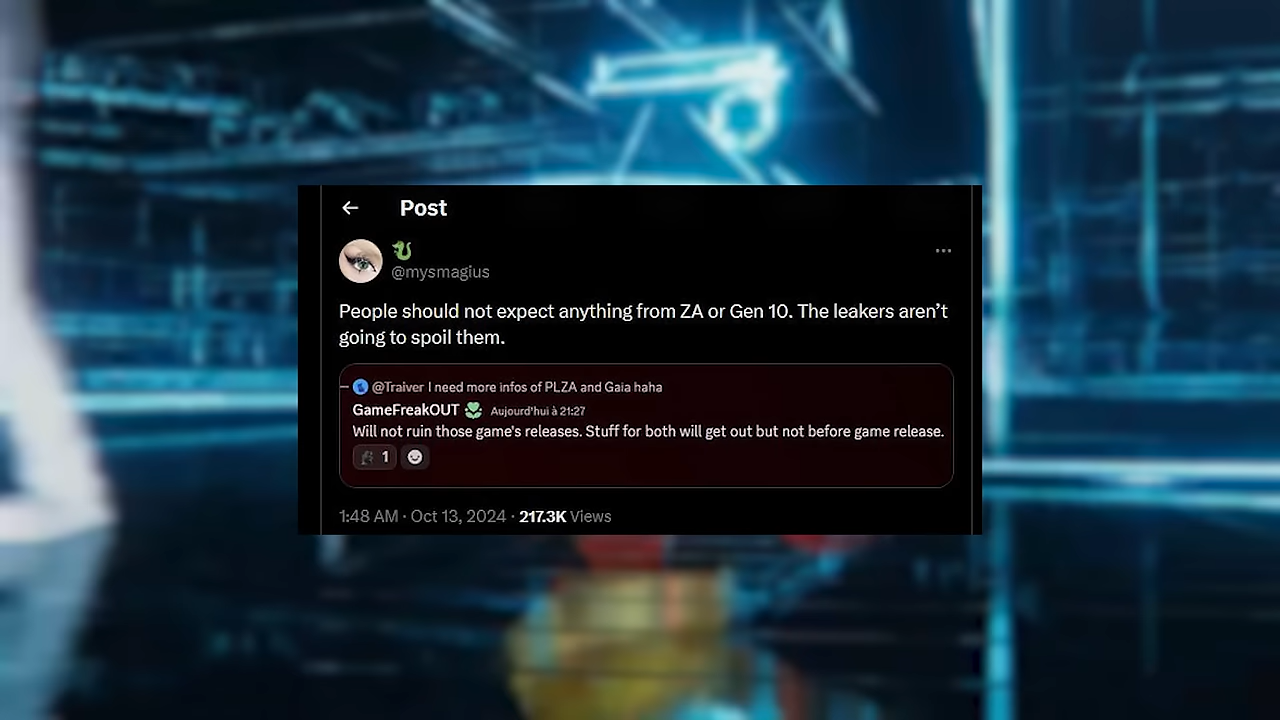 Post
@mysmagius
People should not expect anything from ZA or Gen 10. The leakers aren’t
going to spoil them.
@Traiver I need more infos of PLZA and Gaia haha
GameFreakOUT Aujourd'hui à 21:27
Will not ruin those game's releases. Stuff for both will get out but not before game release.
1
1:48 AM · Oct 13, 2024 · 217.3K Views